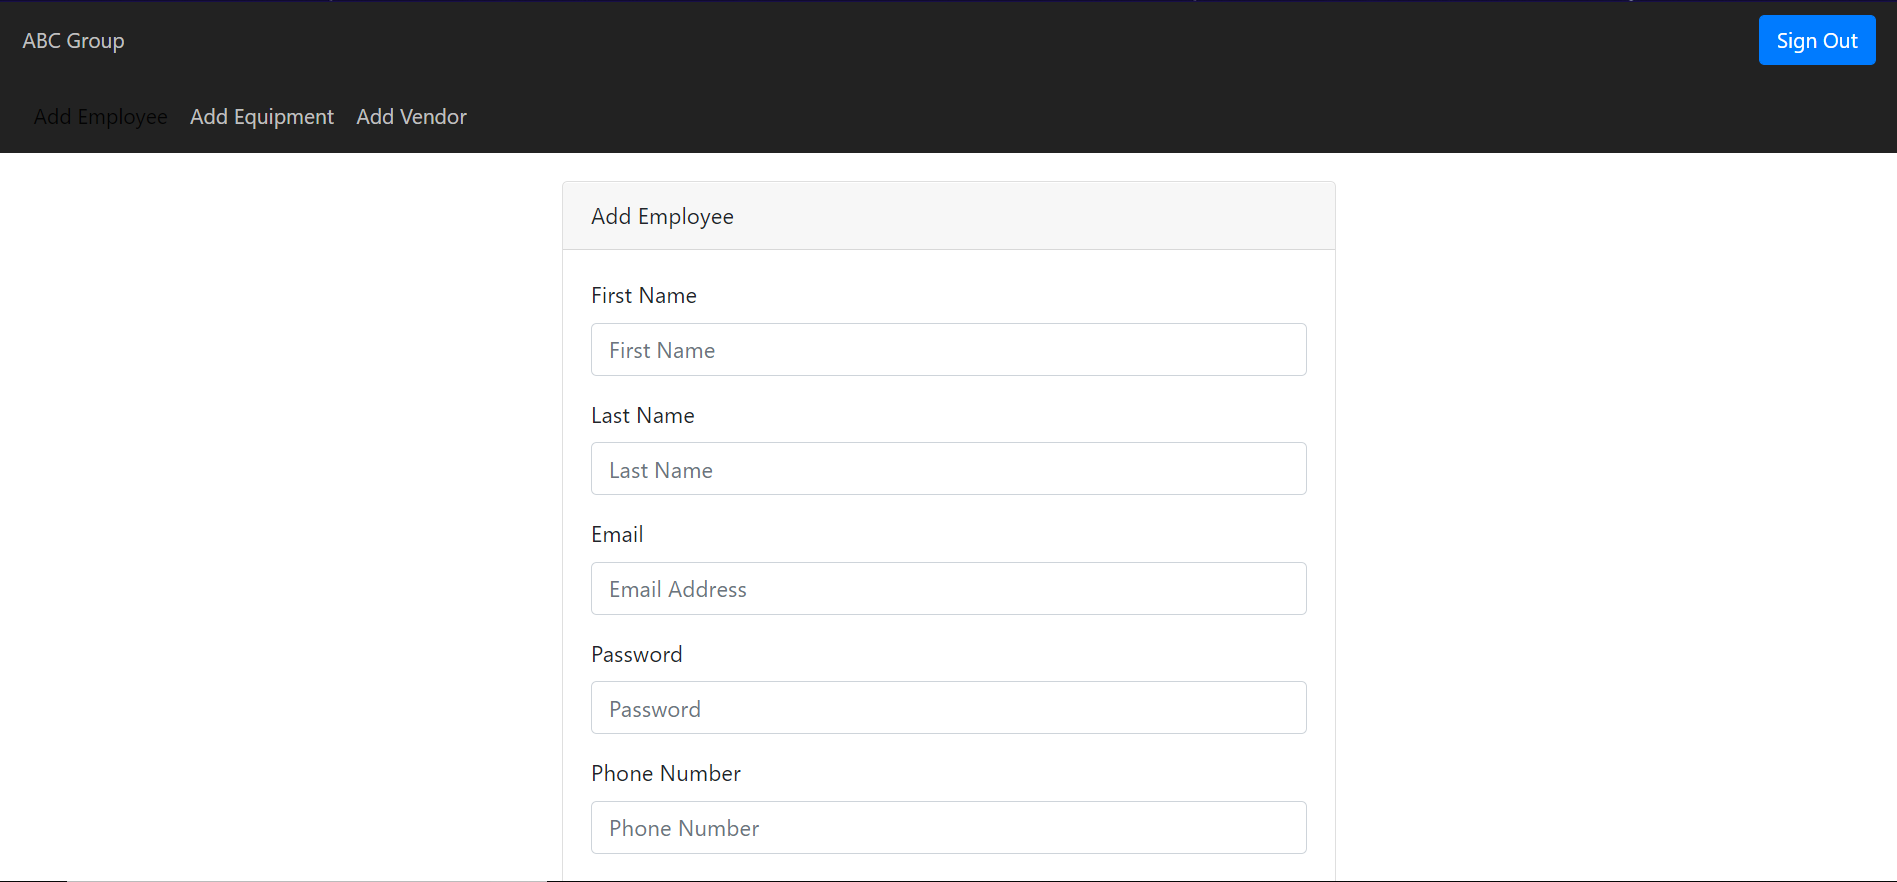 ABC Group
Sign Out
Add Employee Add Equipment Add Vendor
Add Employee
First Name
First Name
Last Name
Last Name
Email
Email Address
Password
Password
Phone Number
Phone Number